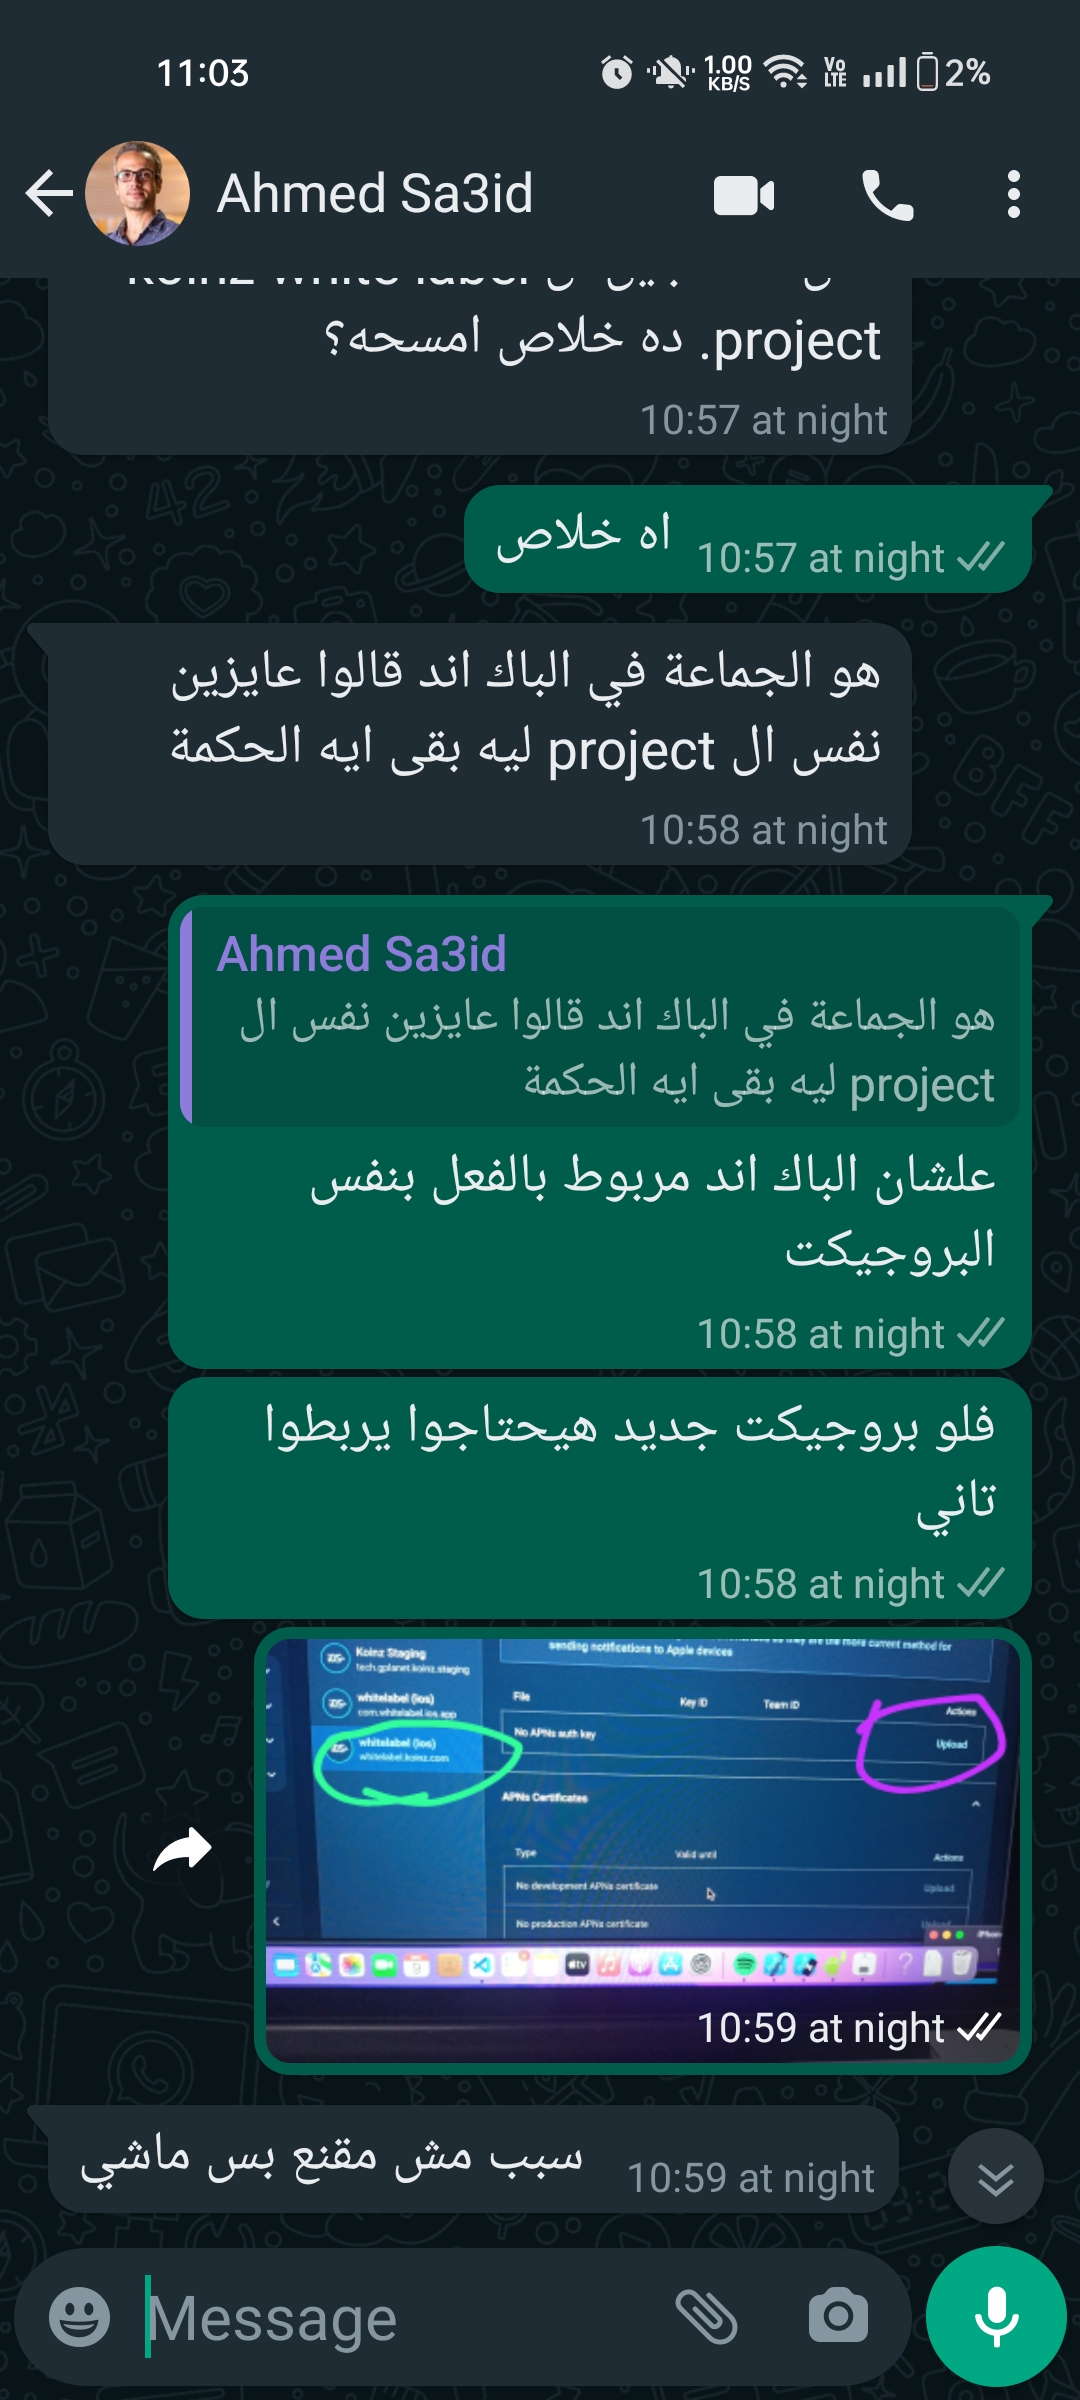 11:03
1.00 KB/S
Vo LTE
2%
Ahmed Sa3id
project. ده خلاص امسحه؟
10:57 at night
اه خلاص
10:57 at night
هو الجماعة في الباك اند قالوا عايزين
نفس ال project ليه بقى ايه الحكمة
10:58 at night
Ahmed Sa3id
هو الجماعة في الباك اند قالوا عايزين نفس ال
project ليه بقى ايه الحكمة
علشان الباك اند مربوط بالفعل بنفس
البروجيكت
10:58 at night
فلو بروجيكت جديد هيحتاجوا يربطوا
تاني
10:58 at night
sending notifications to Apple devices
Koinz Staging
tech.gplanet.koinz.staging
whitelabel (ios)
com.whitelabel.ios.app
whitelabel (ios)
whitelabel.koinz.com
File
Key ID
Team ID
Actions
No APNs auth key
Upload
APNs Certificates
Type
Valid until
Actions
No development APNs certificate
Upload
No production APNs certificate
10:59 at night
سبب مش مقنع بس ماشي
10:59 at night
Message